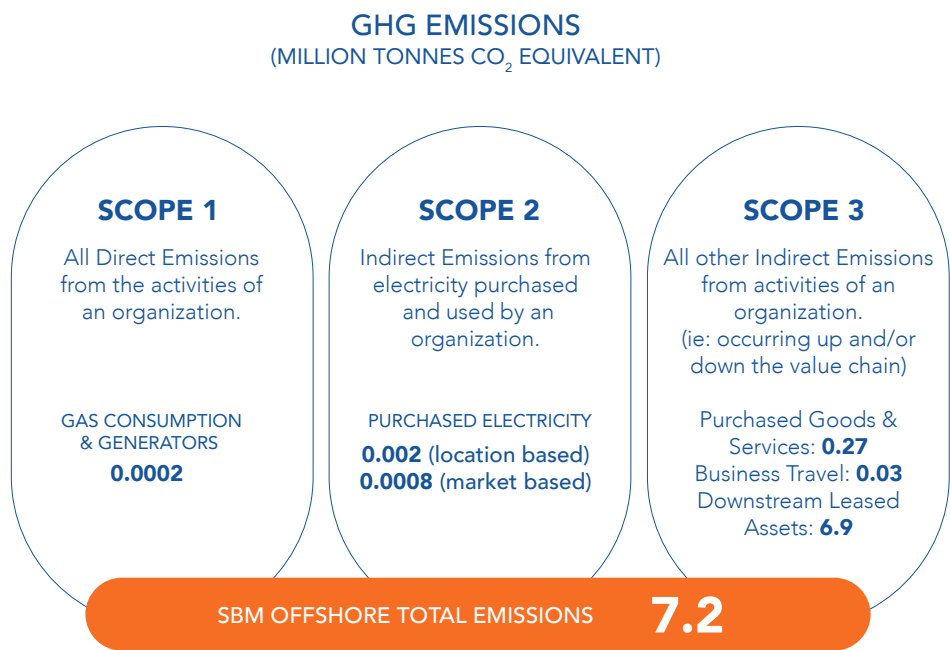 GHG EMISSIONS
(MILLION TONNES CO₂ EQUIVALENT)
SCOPE 1
All Direct Emissions
from the activities of
an organization.
GAS CONSUMPTION
& GENERATORS
0.0002
SCOPE 2
Indirect Emissions from
electricity purchased
and used by an
organization.
PURCHASED ELECTRICITY
0.002 (location based)
0.0008 (market based)
SCOPE 3
All other Indirect Emissions
from activities of an
organization.
(ie: occurring up and/or
down the value chain)
Purchased Goods &
Services: 0.27
Business Travel: 0.03
Downstream Leased
Assets: 6.9
SBM OFFSHORE TOTAL EMISSIONS 7.2